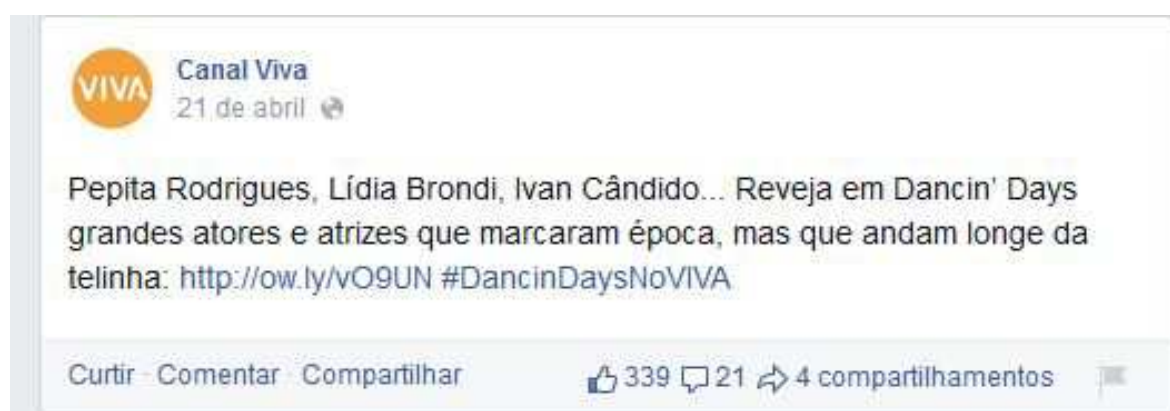 VIVA
Canal Viva
21 de abril
Pepita Rodrigues, Lídia Brondi, Ivan Cândido... Reveja em Dancin' Days
grandes atores e atrizes que marcaram época, mas que andam longe da
telinha: http://ow.ly/vO9UN #DancinDaysNoVIVA
Curtir · Comentar · Compartilhar 339 21 4 compartilhamentos